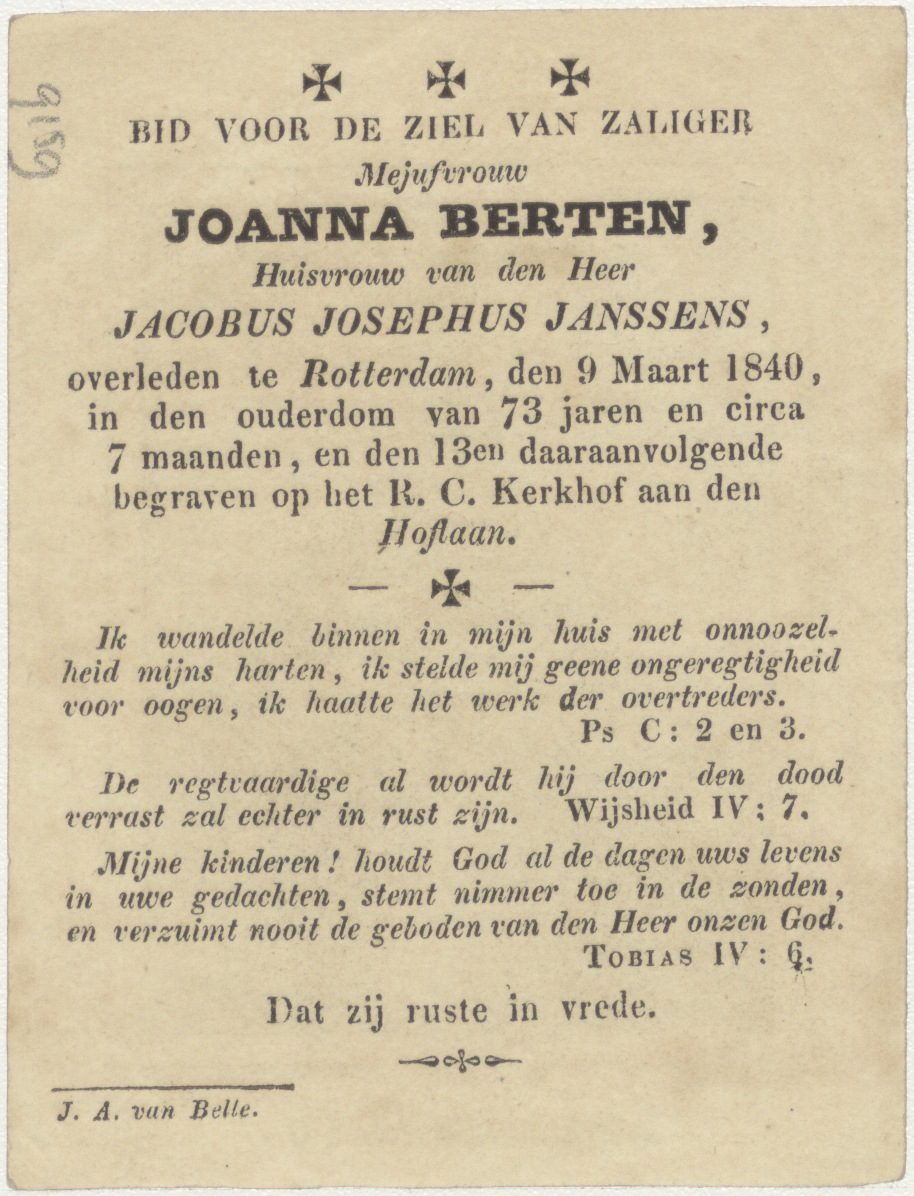 BID VOOR DE ZIEL VAN ZALIGER
Mejufvrouw
JOANNA BERTEN,
Huisvrouw van den Heer
JACOBUS JOSEPHUS JANSSENS,
overleden te Rotterdam, den 9 Maart 1840,
in den ouderdom van 73 jaren en circa
7 maanden, en den 13en daaraanvolgende
begraven op het R. C. Kerkhof aan den
Hoflaan.
Ik wandelde binnen in mijn huis met onnoozel-
heid mijns harten, ik stelde mij geene ongeregtigheid
voor oogen, ik haatte het werk der overtreders.
Ps C: 2 en 3.
De regtvaardige al wordt hij door den dood
verrast zal echter in rust zijn. Wijsheid IV: 7.
Mijne kinderen! houdt God al de dagen uws levens
in uwe gedachten, stemt nimmer toe in de zonden,
en verzuimt nooit de geboden van den Heer onzen God.
TOBIAS IV: 6.
Dat zij ruste in vrede.
J. A. van Belle.